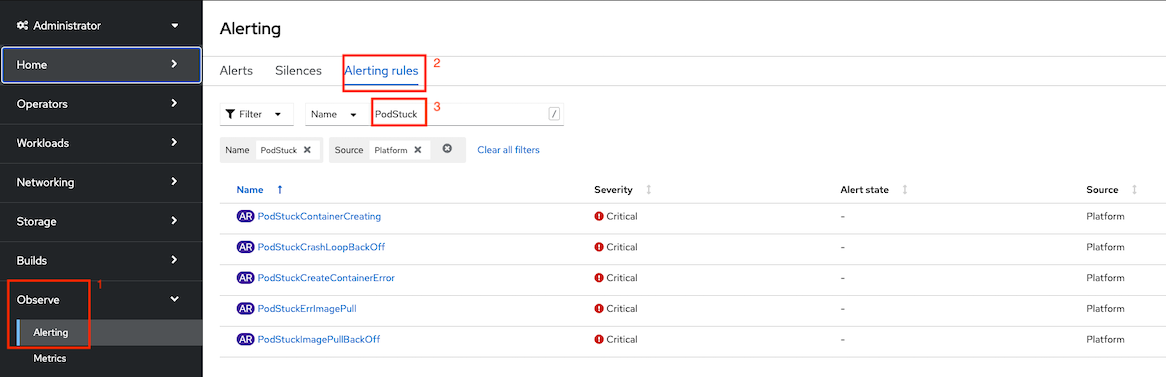 Administrator
Home
Operators
Workloads
Networking
Storage
Builds
Observe
1
Alerting
Metrics
Alerting
Alerts Silences Alerting rules 2
Filter Name PodStuck / 3
Name PodStuck Source Platform Clear all filters
Name Severity Alert state Source
AR PodStuckContainerCreating Critical - Platform
AR PodStuckCrashLoopBackOff Critical - Platform
AR PodStuckCreateContainerError Critical - Platform
AR PodStuckErrImagePull Critical - Platform
AR PodStuckImagePullBackOff Critical - Platform